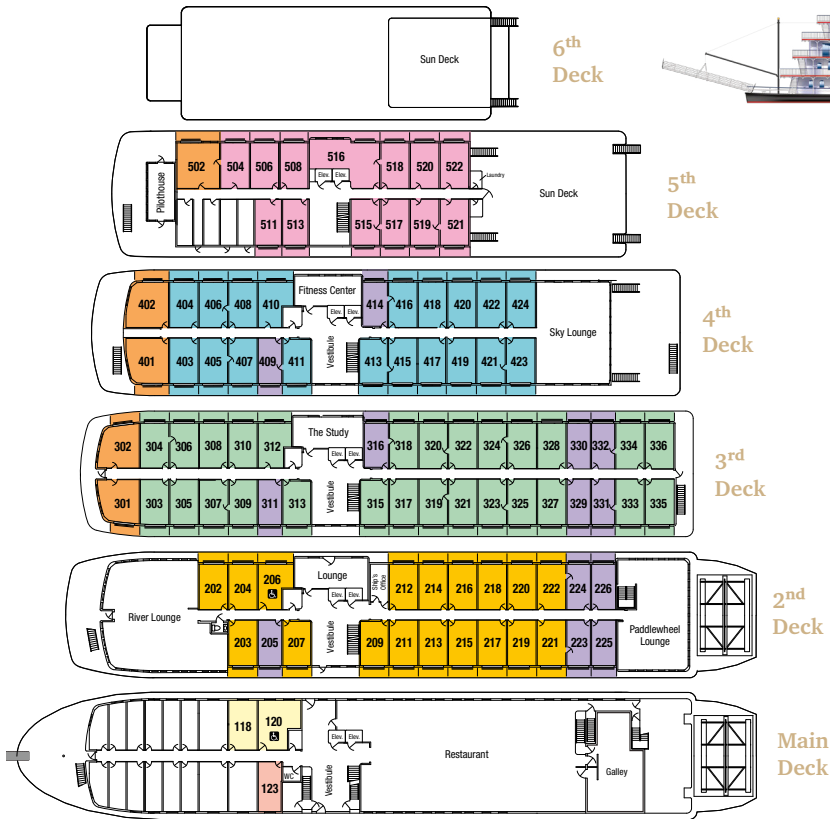 Sun Deck
6th
Deck
502 504 506 508 516 518 520 522
Elev. Elev.
Laundry
Pilothouse
Sun Deck
511 513 515 517 519 521
5th
Deck
402 404 406 408 410 Fitness Center 414 416 418 420 422 424
Elev. Elev.
Sky Lounge
Vestibule
401 403 405 407 409 411 413 415 417 419 421 423
4th
Deck
302 304 306 308 310 312 The Study 316 318 320 322 324 326 328 330 332 334 336
Elev. Elev.
Vestibule
301 303 305 307 309 311 313 315 317 319 321 323 325 327 329 331 333 335
3rd
Deck
202 204 206 Lounge Ship's Office 212 214 216 218 220 222 224 226
Elev. Elev.
River Lounge
Vestibule
Paddlewheel
Lounge
203 205 207 209 211 213 215 217 219 221 223 225
2nd
Deck
118 120
Elev. Elev.
Restaurant
Galley
WC
Vestibule
123
Main
Deck